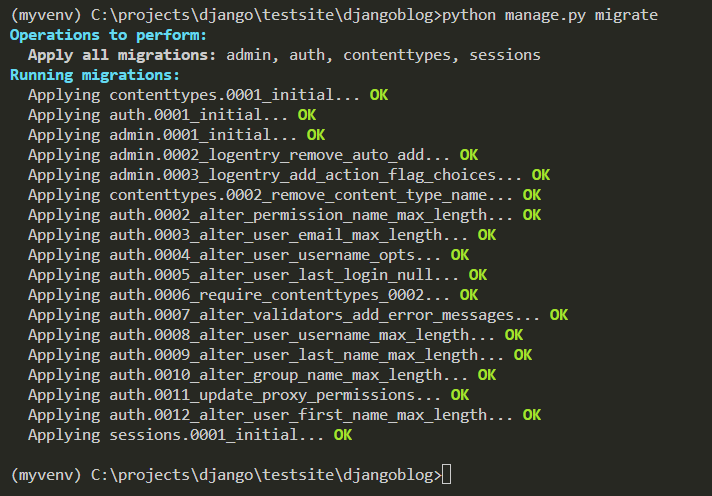 (myvenv) C:\projects\django\testsite\djangoblog>python manage.py migrate
Operations to perform:
  Apply all migrations: admin, auth, contenttypes, sessions
Running migrations:
  Applying contenttypes.0001_initial... OK
  Applying auth.0001_initial... OK
  Applying admin.0001_initial... OK
  Applying admin.0002_logentry_remove_auto_add... OK
  Applying admin.0003_logentry_add_action_flag_choices... OK
  Applying contenttypes.0002_remove_content_type_name... OK
  Applying auth.0002_alter_permission_name_max_length... OK
  Applying auth.0003_alter_user_email_max_length... OK
  Applying auth.0004_alter_user_username_opts... OK
  Applying auth.0005_alter_user_last_login_null... OK
  Applying auth.0006_require_contenttypes_0002... OK
  Applying auth.0007_alter_validators_add_error_messages... OK
  Applying auth.0008_alter_user_username_max_length... OK
  Applying auth.0009_alter_user_last_name_max_length... OK
  Applying auth.0010_alter_group_name_max_length... OK
  Applying auth.0011_update_proxy_permissions... OK
  Applying auth.0012_alter_user_first_name_max_length... OK
  Applying sessions.0001_initial... OK
(myvenv) C:\projects\django\testsite\djangoblog>